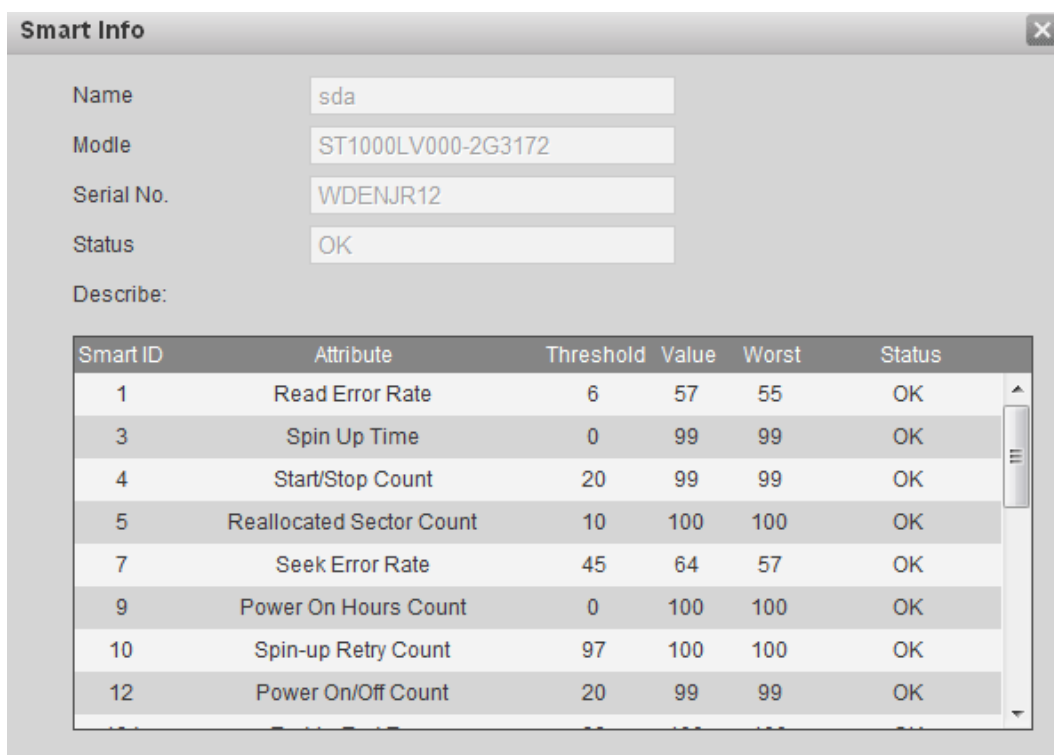 Smart Info
Name sda
Modle ST1000LV000-2G3172
Serial No. WDENJR12
Status OK
Describe:
Smart ID Attribute Threshold Value Worst Status
1 Read Error Rate 6 57 55 OK
3 Spin Up Time 0 99 99 OK
4 Start/Stop Count 20 99 99 OK
5 Reallocated Sector Count 10 100 100 OK
7 Seek Error Rate 45 64 57 OK
9 Power On Hours Count 0 100 100 OK
10 Spin-up Retry Count 97 100 100 OK
12 Power On/Off Count 20 99 99 OK